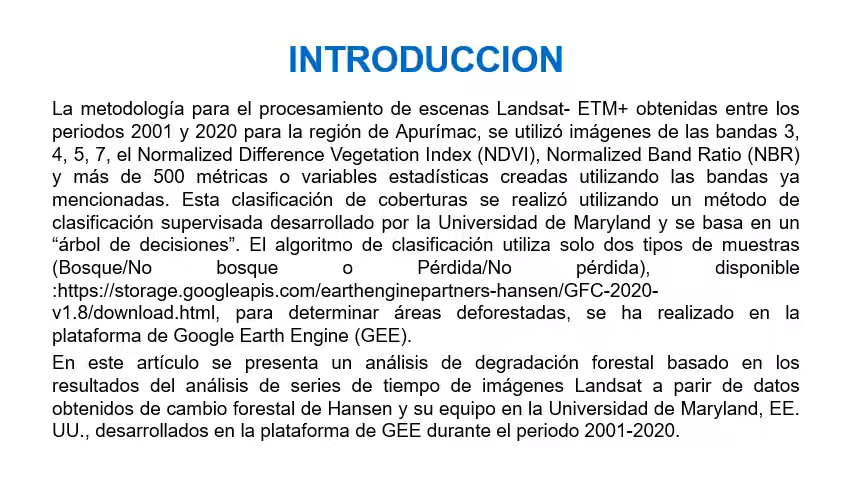 INTRODUCCION
La metodología para el procesamiento de escenas Landsat- ETM+ obtenidas entre los
periodos 2001 y 2020 para la región de Apurímac, se utilizó imágenes de las bandas 3,
4, 5, 7, el Normalized Difference Vegetation Index (NDVI), Normalized Band Ratio (NBR)
y más de 500 métricas o variables estadísticas creadas utilizando las bandas ya
mencionadas. Esta clasificación de coberturas se realizó utilizando un método de
clasificación supervisada desarrollado por la Universidad de Maryland y se basa en un
“árbol de decisiones”. El algoritmo de clasificación utiliza solo dos tipos de muestras
(Bosque/No bosque o Pérdida/No pérdida), disponible
:https://storage.googleapis.com/earthenginepartners-hansen/GFC-2020-
v1.8/download.html, para determinar áreas deforestadas, se ha realizado en la
plataforma de Google Earth Engine (GEE).
En este artículo se presenta un análisis de degradación forestal basado en los
resultados del análisis de series de tiempo de imágenes Landsat a parir de datos
obtenidos de cambio forestal de Hansen y su equipo en la Universidad de Maryland, EE.
UU., desarrollados en la plataforma de GEE durante el periodo 2001-2020.